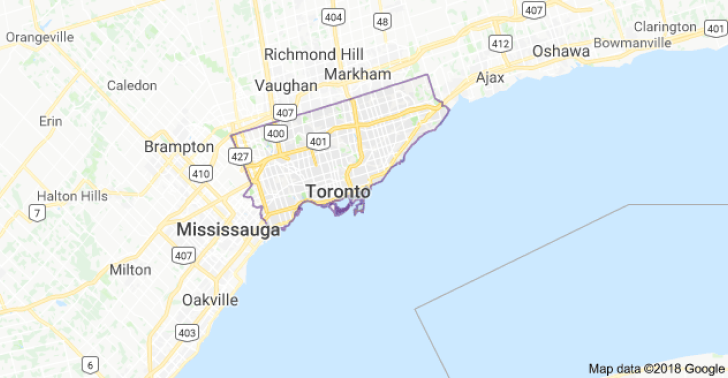 407
404
48
Clarington
401
Orangeville
Bowmanville
412
Oshawa
Richmond Hill
Markham
Ajax
Caledon
Vaughan
407
Erin
400
401
Brampton
427
410
Halton Hills
Toronto
7
Mississauga
407
Milton
Oakville
403
6
Map data ©2018 Google